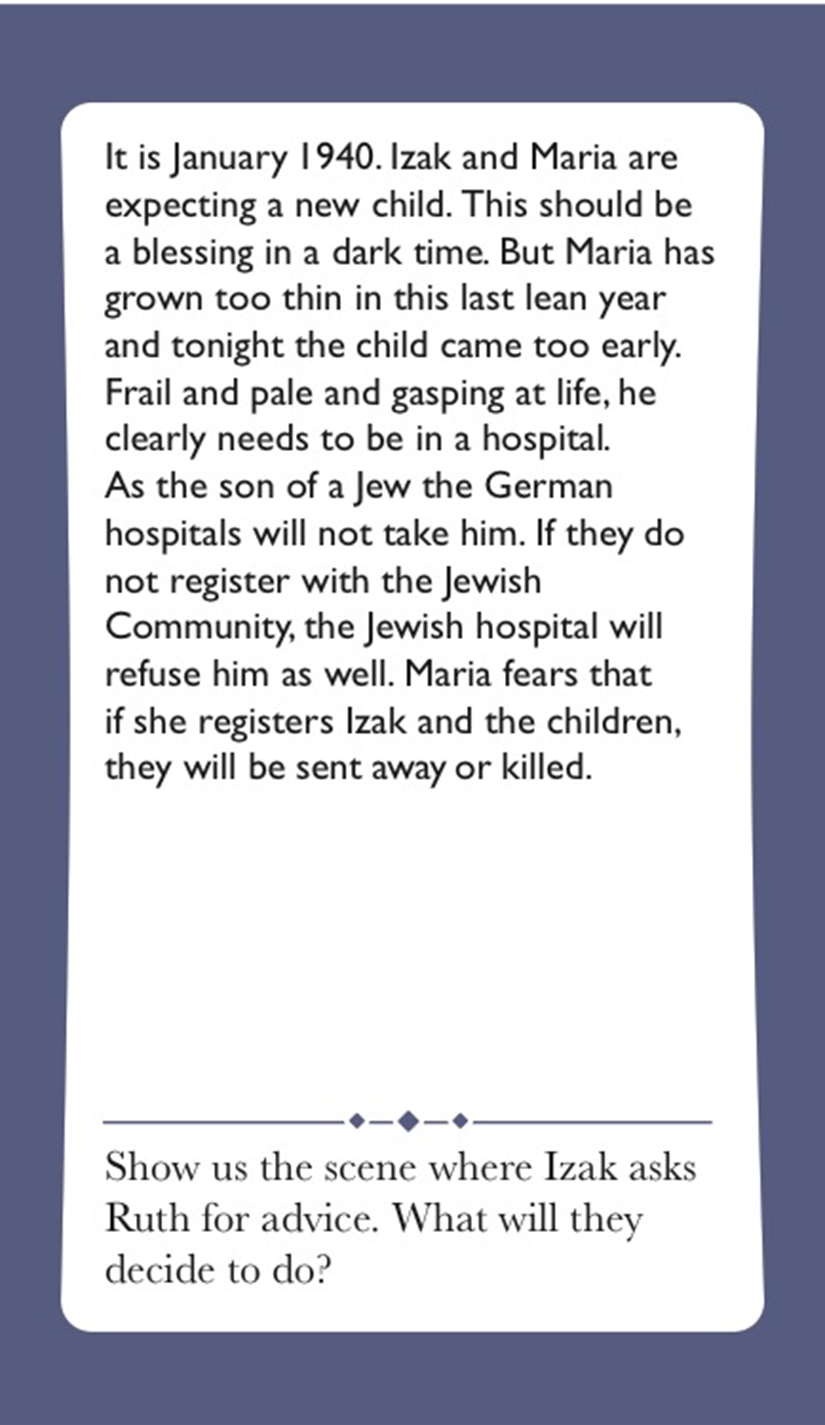 It is January 1940. Izak and Maria are
expecting a new child. This should be
a blessing in a dark time. But Maria has
grown too thin in this last lean year
and tonight the child came too early.
Frail and pale and gasping at life, he
clearly needs to be in a hospital.
As the son of a Jew the German
hospitals will not take him. If they do
not register with the Jewish
Community, the Jewish hospital will
refuse him as well. Maria fears that
if she registers Izak and the children,
they will be sent away or killed.
Show us the scene where Izak asks
Ruth for advice. What will they
decide to do?